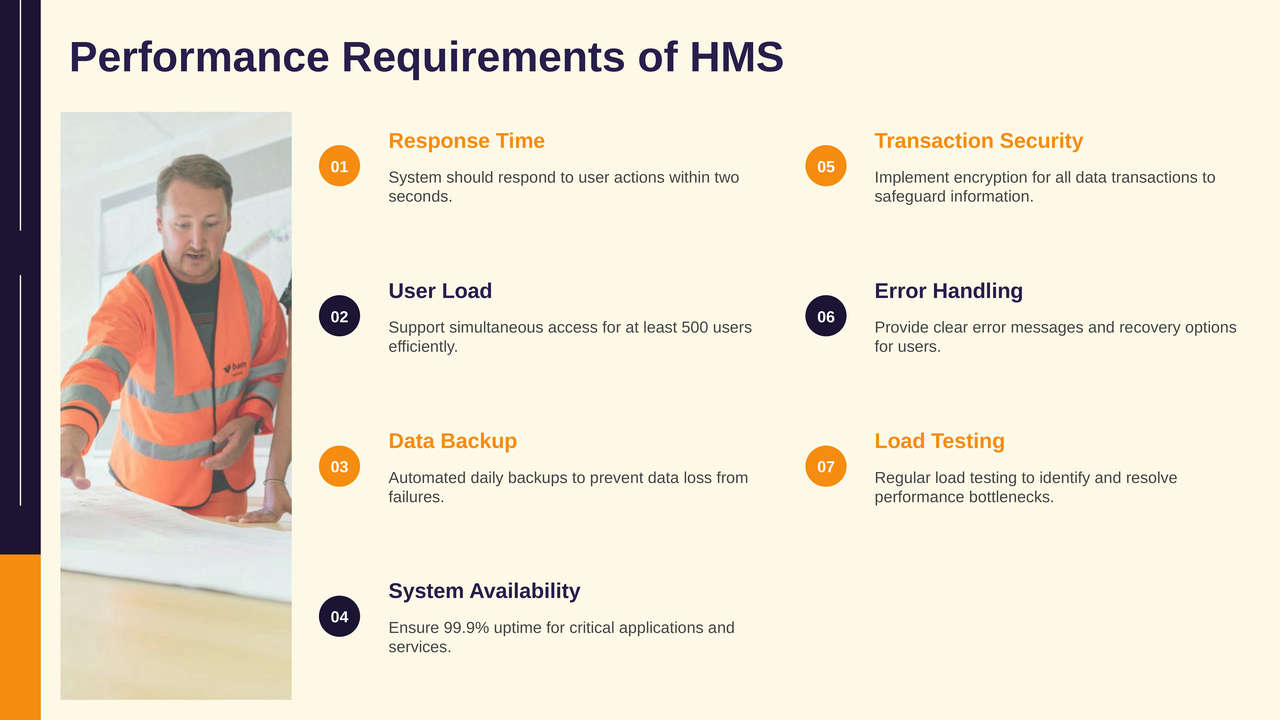 Performance Requirements of HMS
01
Response Time
System should respond to user actions within two
seconds.
02
User Load
Support simultaneous access for at least 500 users
efficiently.
03
Data Backup
Automated daily backups to prevent data loss from
failures.
04
System Availability
Ensure 99.9% uptime for critical applications and
services.
05
Transaction Security
Implement encryption for all data transactions to
safeguard information.
06
Error Handling
Provide clear error messages and recovery options
for users.
07
Load Testing
Regular load testing to identify and resolve
performance bottlenecks.